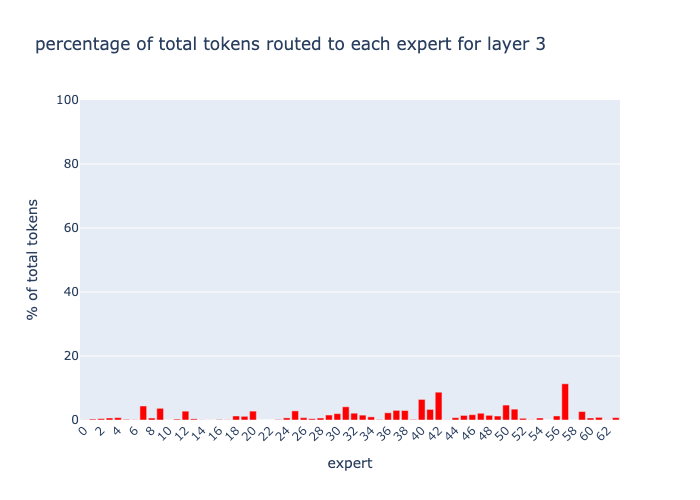 percentage of total tokens routed to each expert for layer 3
100
80
60
40
20
0
% of total tokens
0 2 4 6 8 10 12 14 16 18 20 22 24 26 28 30 32 34 36 38 40 42 44 46 48 50 52 54 56 58 60 62
expert